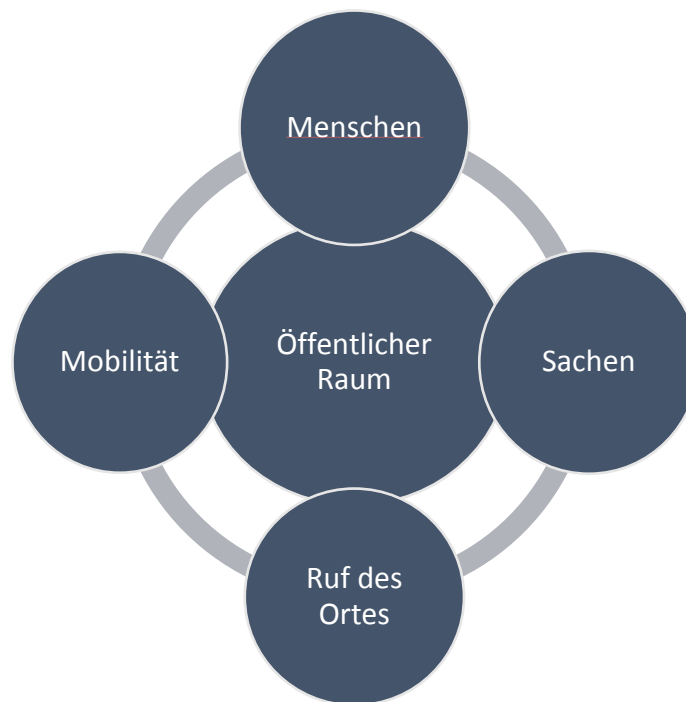 Menschen
Mobilität
Öffentlicher
Raum
Sachen
Ruf des
Ortes